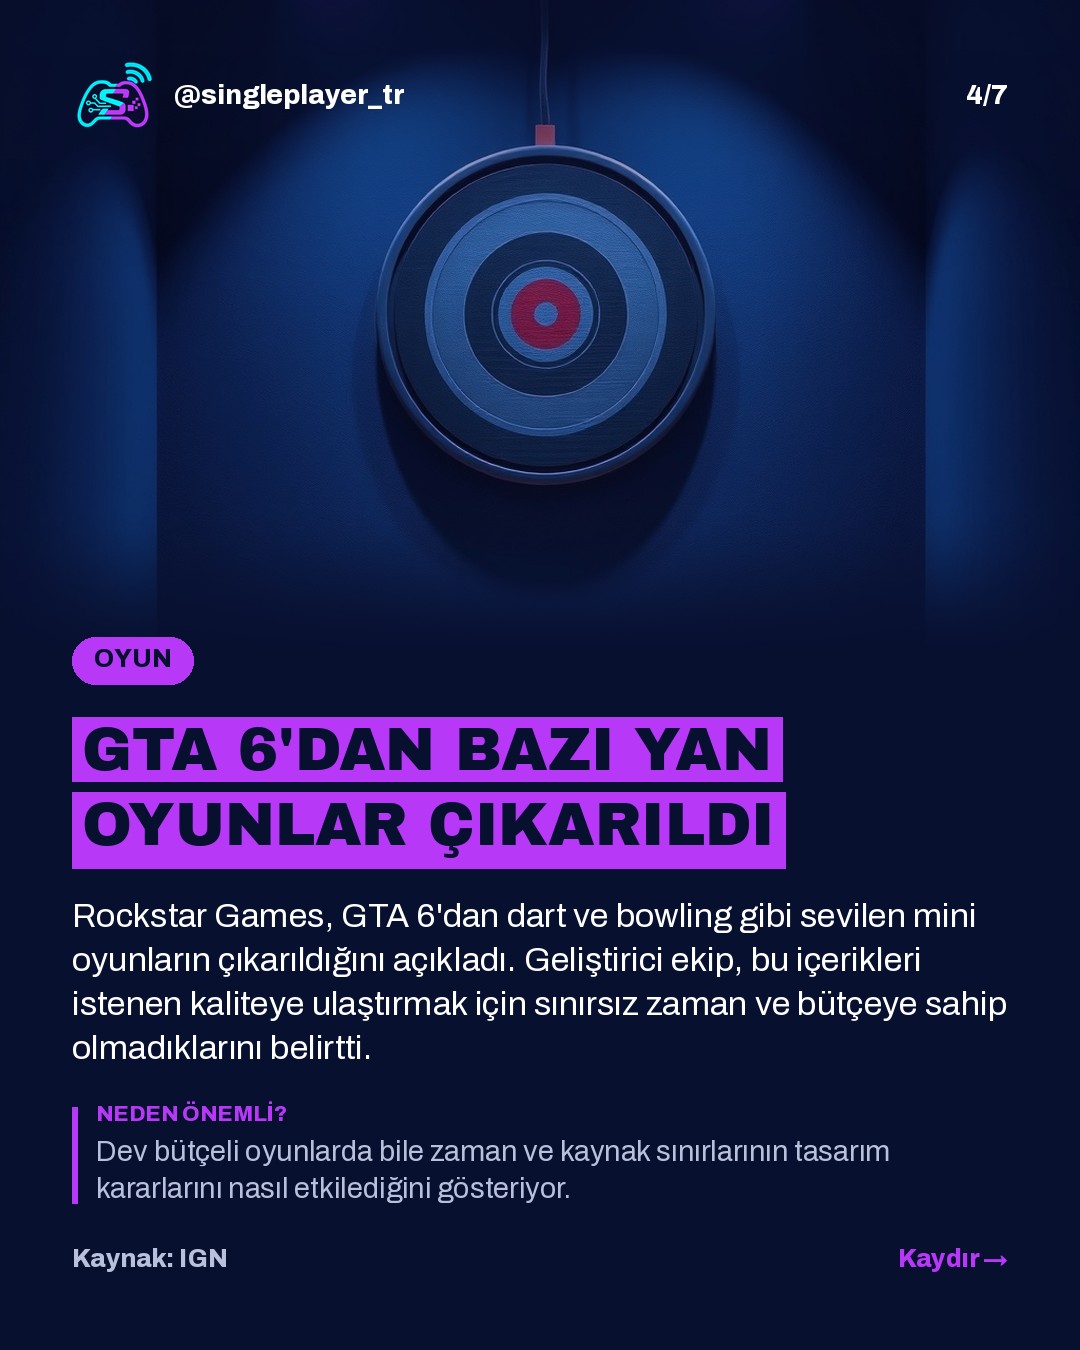 @singleplayer_tr
4/7
OYUN
GTA 6'DAN BAZI YAN
OYUNLAR ÇIKARILDI
Rockstar Games, GTA 6'dan dart ve bowling gibi sevilen mini
oyunların çıkarıldığını açıkladı. Geliştirici ekip, bu içerikleri
istenen kaliteye ulaştırmak için sınırsız zaman ve bütçeye sahip
olmadıklarını belirtti.
NEDEN ÖNEMLİ?
Dev bütçeli oyunlarda bile zaman ve kaynak sınırlarının tasarım
kararlarını nasıl etkilediğini gösteriyor.
Kaynak: IGN
Kaydır →